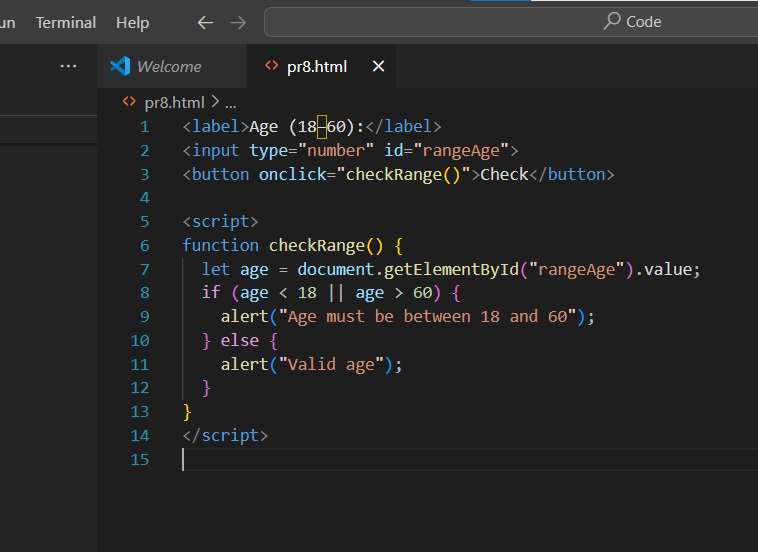 un Terminal Help ← → Code
... Welcome <> pr8.html ×
<> pr8.html > ...
1 <label>Age (18–60):</label>
2 <input type="number" id="rangeAge">
3 <button onclick="checkRange()">Check</button>
4
5 <script>
6 function checkRange() {
7   let age = document.getElementById("rangeAge").value;
8   if (age < 18 || age > 60) {
9     alert("Age must be between 18 and 60");
10   } else {
11     alert("Valid age");
12   }
13 }
14 </script>
15